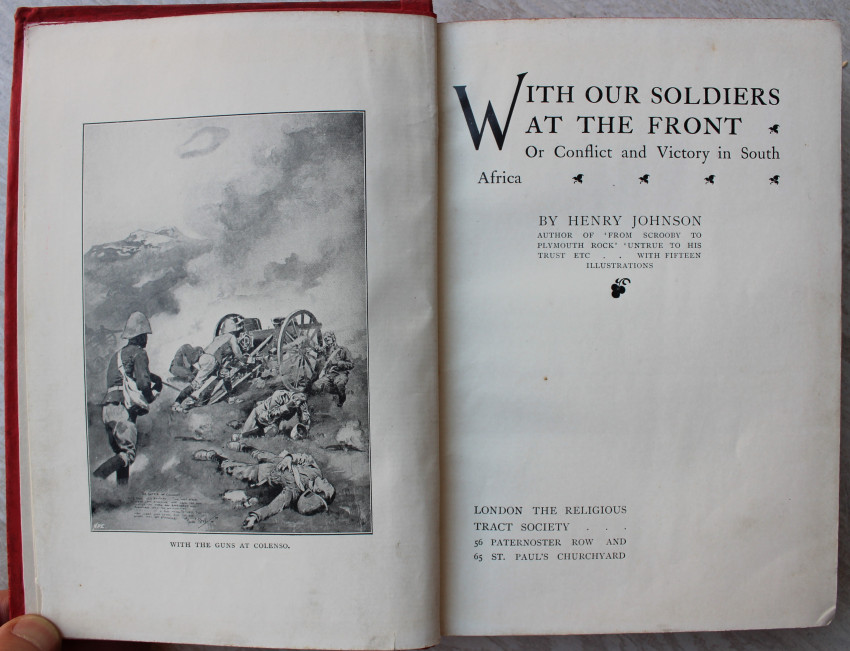 WITH THE GUNS AT COLENSO.
WITH OUR SOLDIERS
AT THE FRONT
Or Conflict and Victory in South
Africa
BY HENRY JOHNSON
AUTHOR OF 'FROM SCROOBY TO
PLYMOUTH ROCK' 'UNTRUE TO HIS
TRUST ETC . . WITH FIFTEEN
ILLUSTRATIONS
LONDON THE RELIGIOUS
TRACT SOCIETY . . .
56 PATERNOSTER ROW AND
65 ST. PAUL'S CHURCHYARD